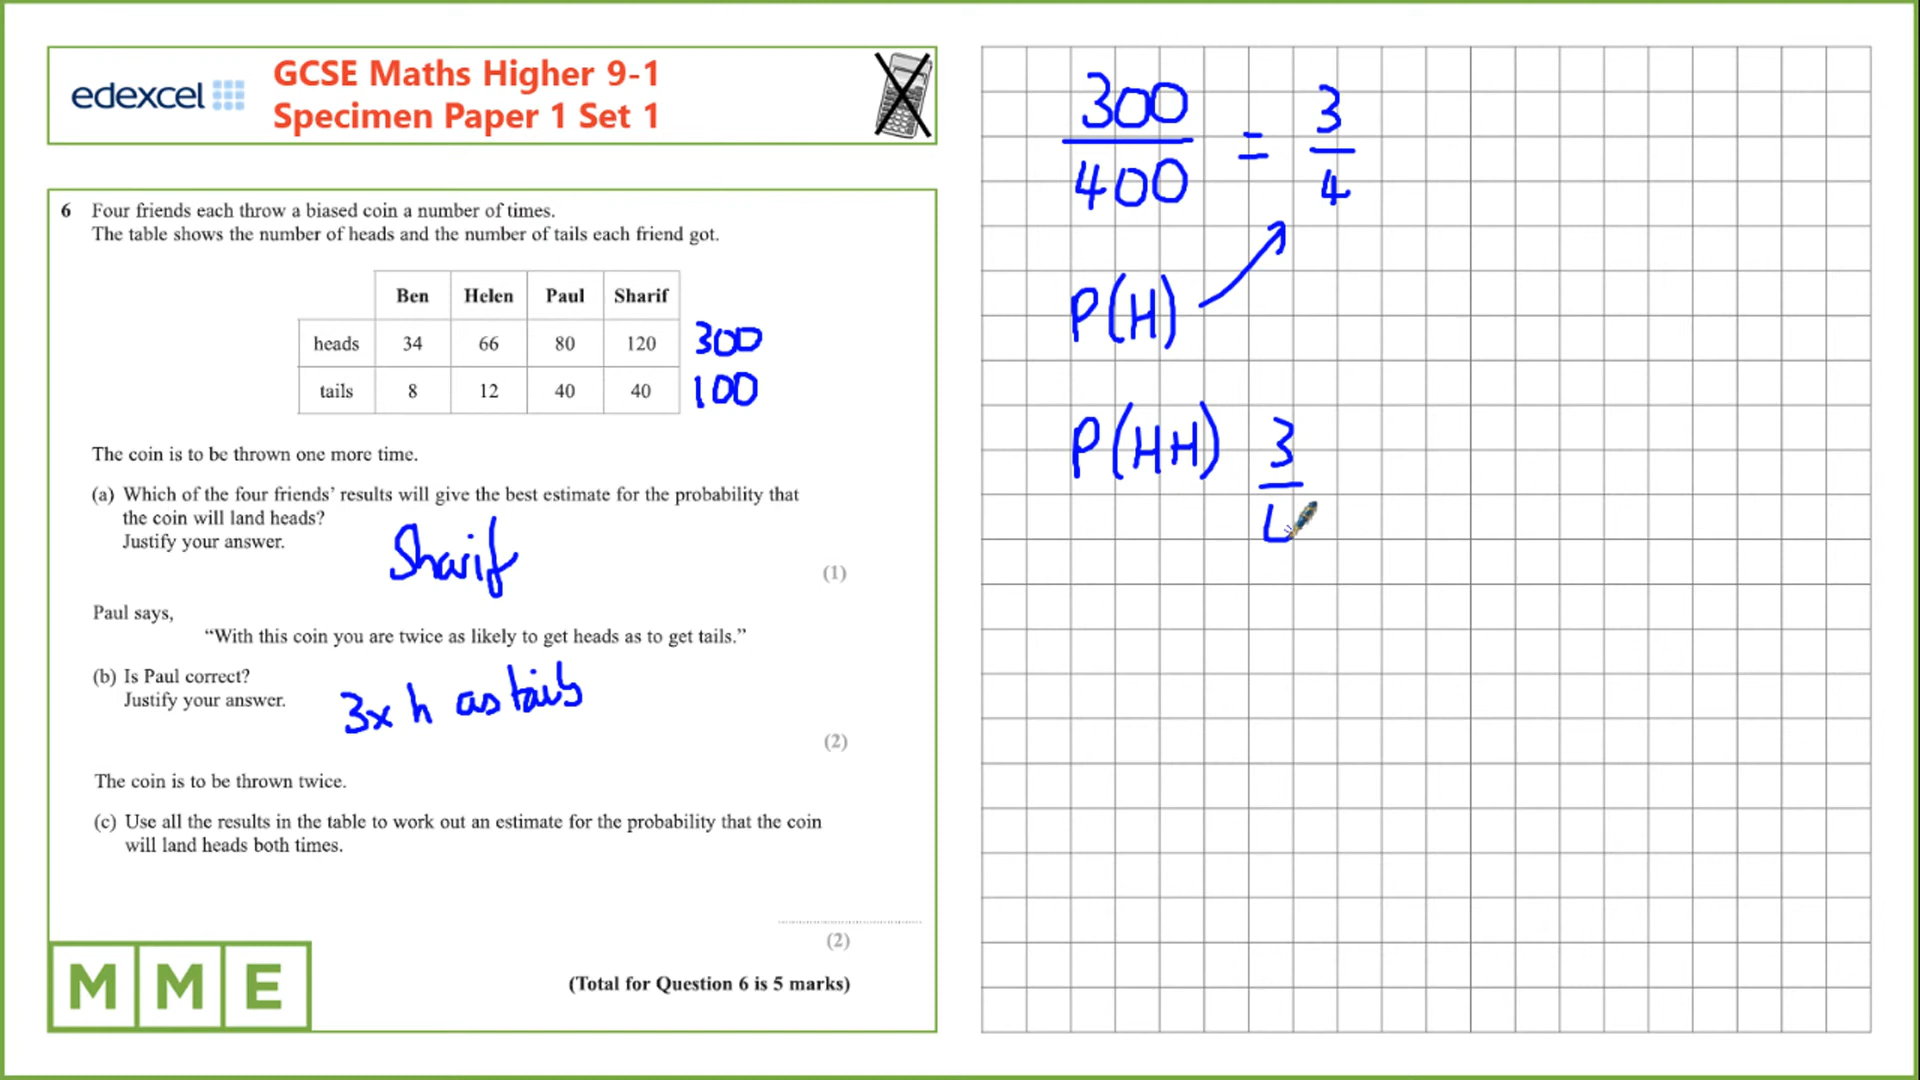 edexcel
GCSE Maths Higher 9-1
Specimen Paper 1 Set 1
6 Four friends each throw a biased coin a number of times.
The table shows the number of heads and the number of tails each friend got.
Ben Helen Paul Sharif
heads 34 66 80 120 300
tails 8 12 40 40 100
The coin is to be thrown one more time.
(a) Which of the four friends’ results will give the best estimate for the probability that
the coin will land heads?
Justify your answer.
Sharif
(1)
Paul says,
“With this coin you are twice as likely to get heads as to get tails.”
(b) Is Paul correct?
Justify your answer.
3x h as tails
(2)
The coin is to be thrown twice.
(c) Use all the results in the table to work out an estimate for the probability that the coin
will land heads both times.
(2)
(Total for Question 6 is 5 marks)
MME
300
400
=
3
4
P(H)
P(HH)
3